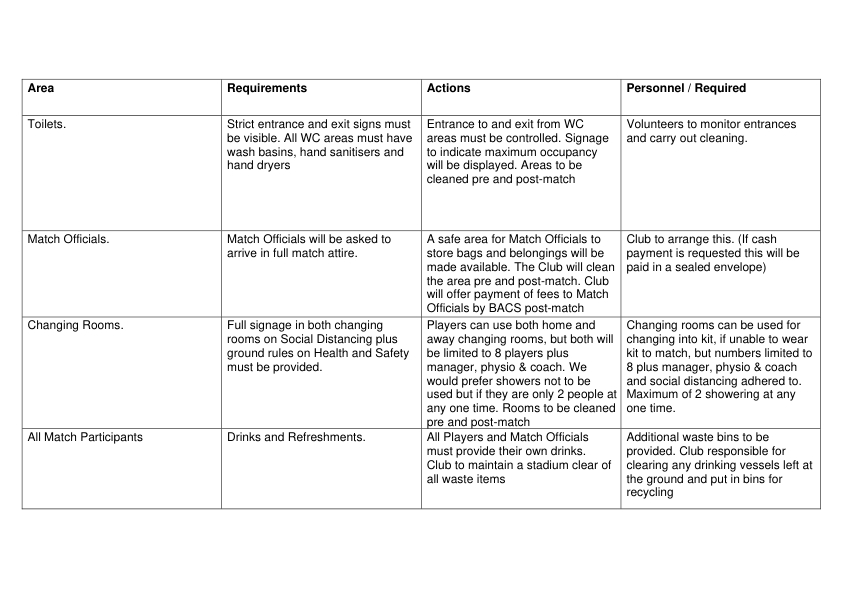 Area
Requirements
Actions
Personnel / Required
Toilets.
Strict entrance and exit signs must
be visible. All WC areas must have
wash basins, hand sanitisers and
hand dryers
Entrance to and exit from WC
areas must be controlled. Signage
to indicate maximum occupancy
will be displayed. Areas to be
cleaned pre and post-match
Volunteers to monitor entrances
and carry out cleaning.
Match Officials.
Match Officials will be asked to
arrive in full match attire.
A safe area for Match Officials to
store bags and belongings will be
made available. The Club will clean
the area pre and post-match. Club
will offer payment of fees to Match
Officials by BACS post-match
Club to arrange this. (If cash
payment is requested this will be
paid in a sealed envelope)
Changing Rooms.
Full signage in both changing
rooms on Social Distancing plus
ground rules on Health and Safety
must be provided.
Players can use both home and
away changing rooms, but both will
be limited to 8 players plus
manager, physio & coach. We
would prefer showers not to be
used but if they are only 2 people at
any one time. Rooms to be cleaned
pre and post-match
Changing rooms can be used for
changing into kit, if unable to wear
kit to match, but numbers limited to
8 plus manager, physio & coach
and social distancing adhered to.
Maximum of 2 showering at any
one time.
All Match Participants
Drinks and Refreshments.
All Players and Match Officials
must provide their own drinks.
Club to maintain a stadium clear of
all waste items
Additional waste bins to be
provided. Club responsible for
clearing any drinking vessels left at
the ground and put in bins for
recycling